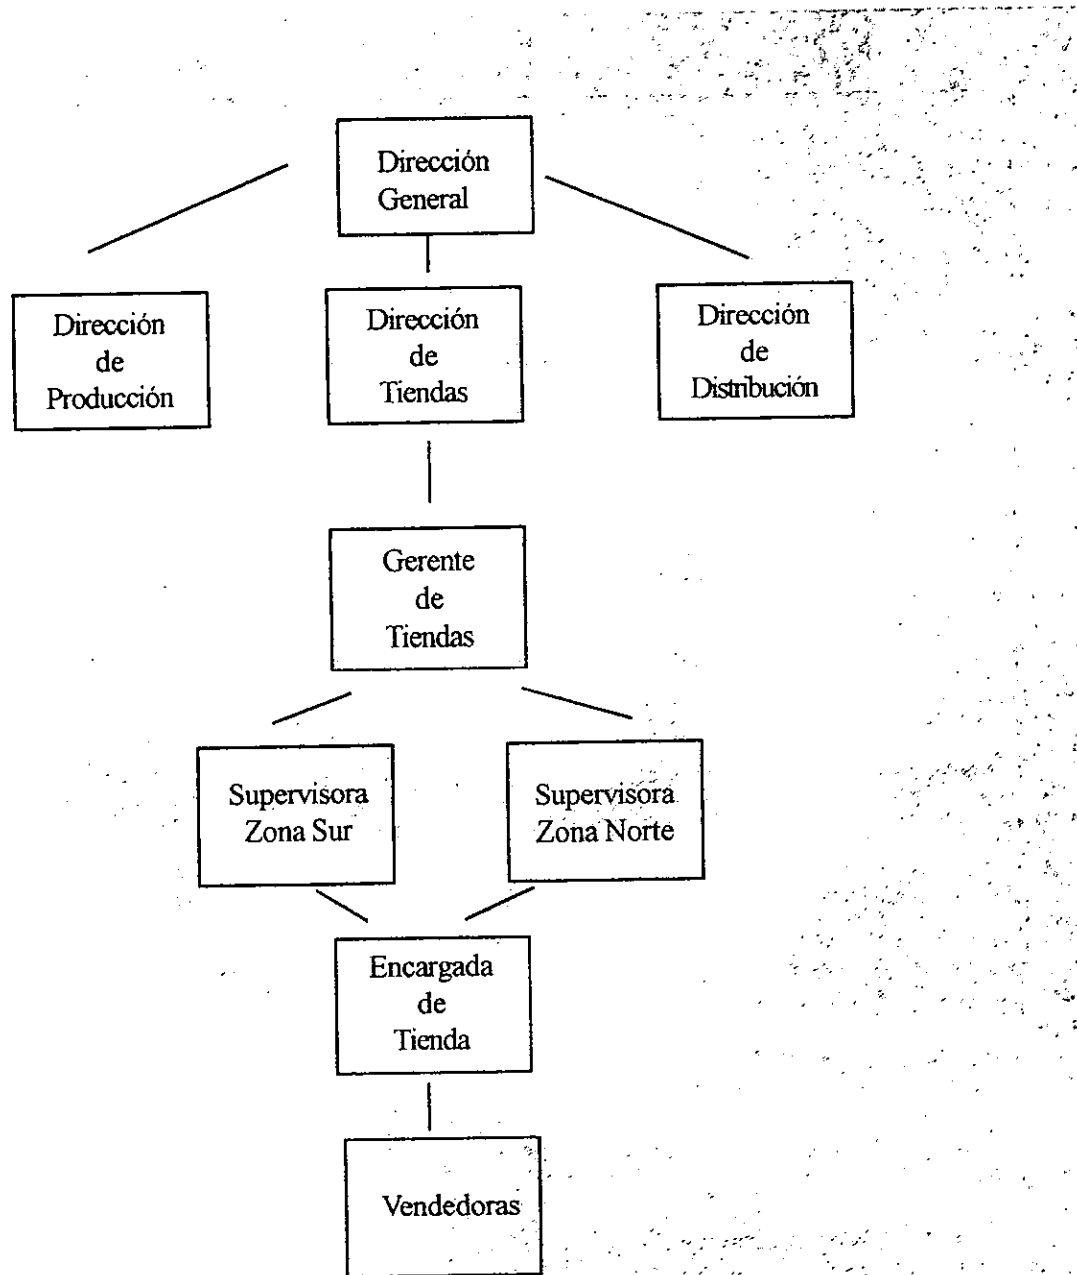 Dirección
General
Dirección
de
Producción
Dirección
de
Tiendas
Dirección
de
Distribución
Gerente
de
Tiendas
Supervisora
Zona Sur
Supervisora
Zona Norte
Encargada
de
Tienda
Vendedoras